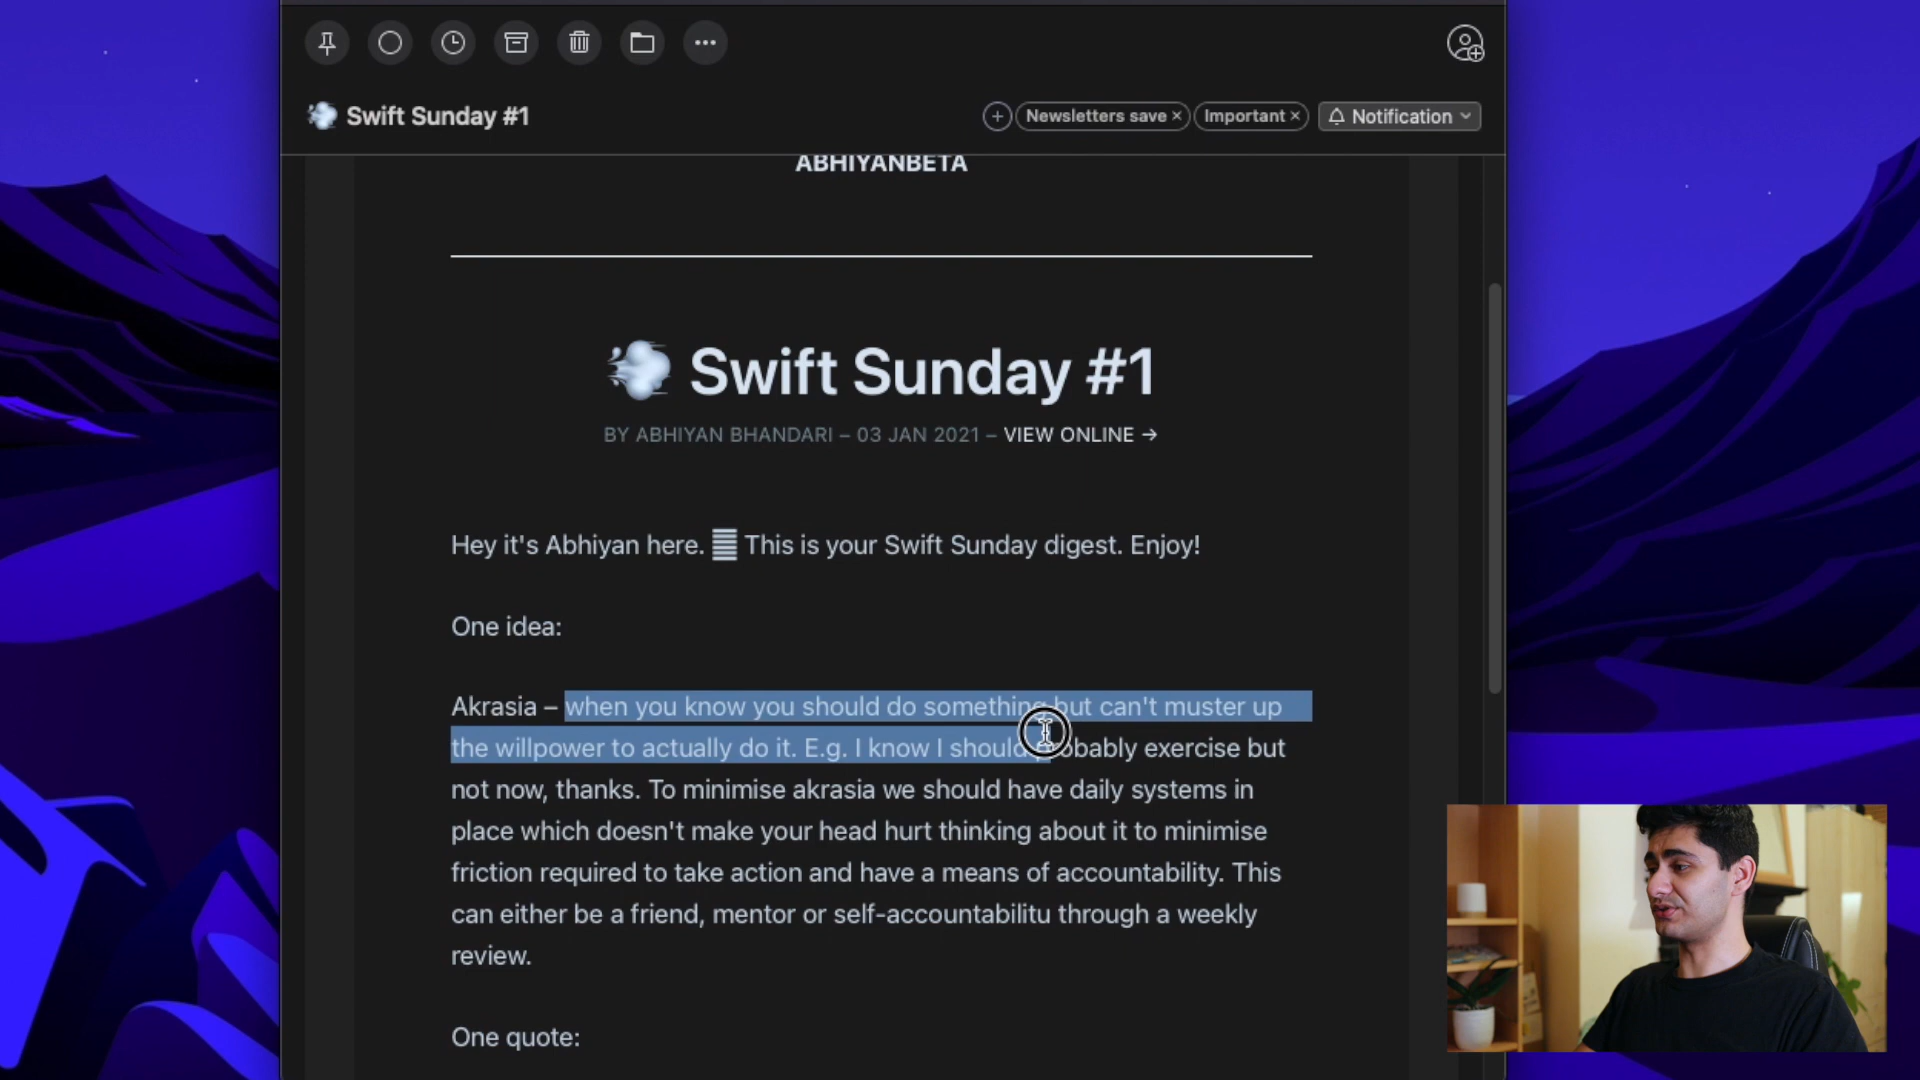 Swift Sunday #1
Newsletters save ×
Important ×
Notification
ABHIYANBETA
Swift Sunday #1
BY ABHIYAN BHANDARI – 03 JAN 2021 – VIEW ONLINE →
Hey it's Abhiyan here. This is your Swift Sunday digest. Enjoy!
One idea:
Akrasia – when you know you should do something but can't muster up
the willpower to actually do it. E.g. I know I should probably exercise but
not now, thanks. To minimise akrasia we should have daily systems in
place which doesn't make your head hurt thinking about it to minimise
friction required to take action and have a means of accountability. This
can either be a friend, mentor or self-accountabilitu through a weekly
review.
One quote: